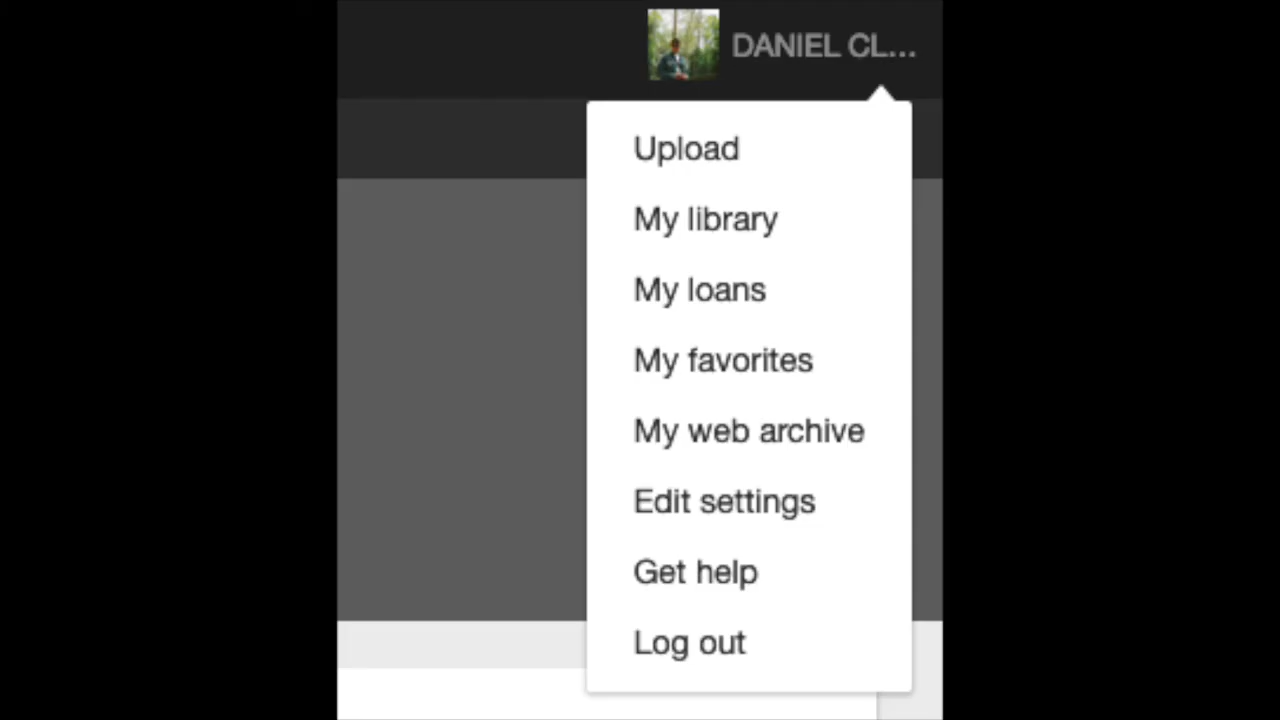 DANIEL CL...
Upload
My library
My loans
My favorites
My web archive
Edit settings
Get help
Log out